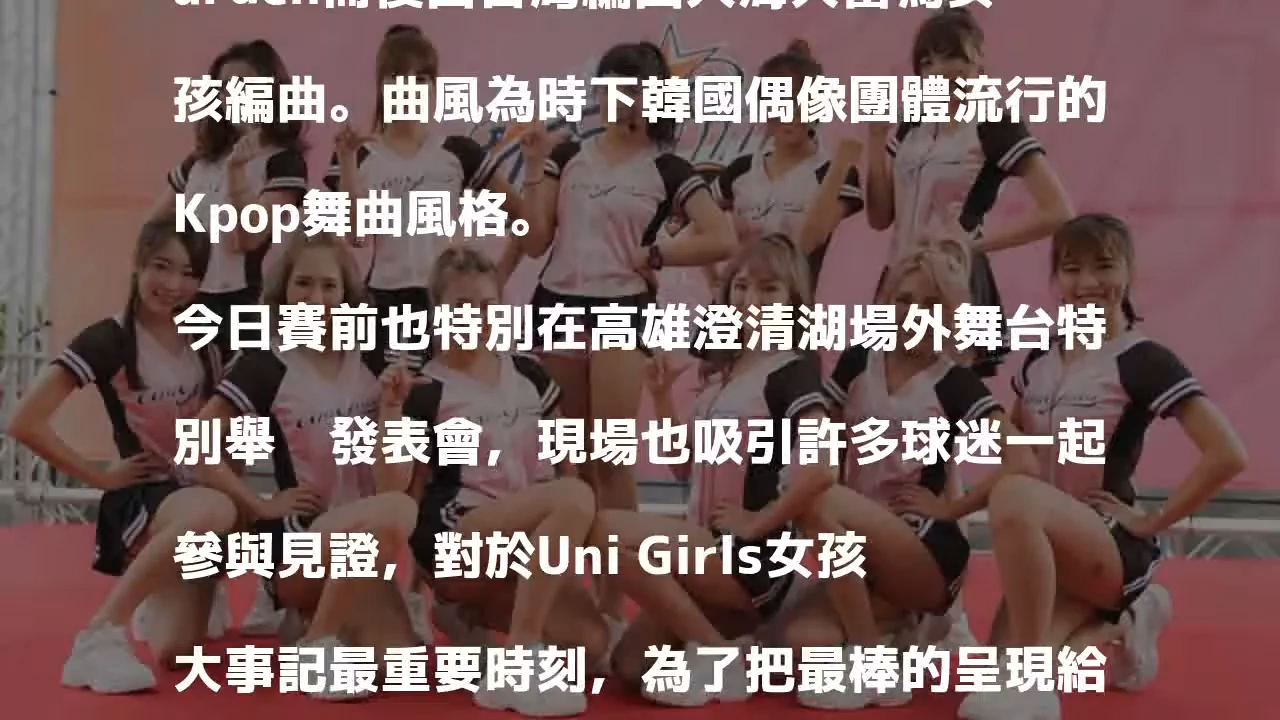 孩編曲。曲風為時下韓國偶像團體流行的
Kpop舞曲風格。
今日賽前也特別在高雄澄清湖場外舞台特
別舉 發表會，現場也吸引許多球迷一起
參與見證，對於Uni Girls女孩
大事記最重要時刻，為了把最棒的呈現給